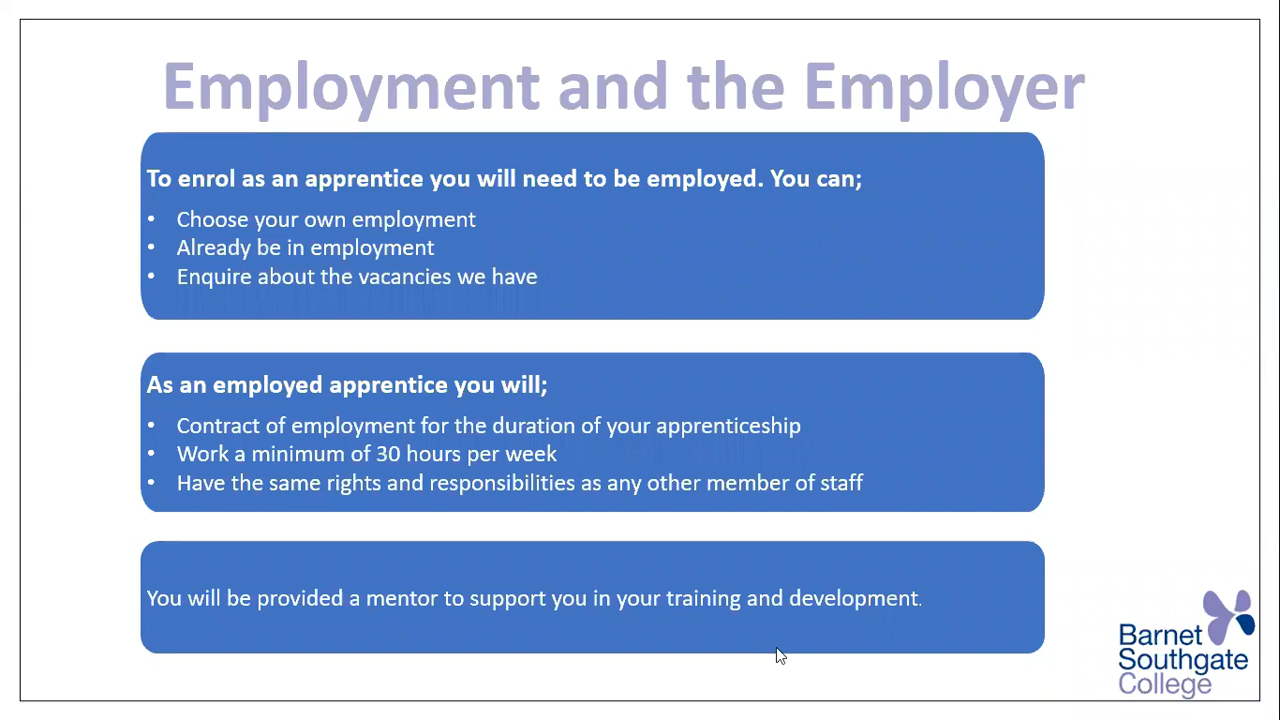 Employment and the Employer
To enrol as an apprentice you will need to be employed. You can;
• Choose your own employment
• Already be in employment
• Enquire about the vacancies we have
As an employed apprentice you will;
• Contract of employment for the duration of your apprenticeship
• Work a minimum of 30 hours per week
• Have the same rights and responsibilities as any other member of staff
You will be provided a mentor to support you in your training and development.
Barnet
Southgate
College